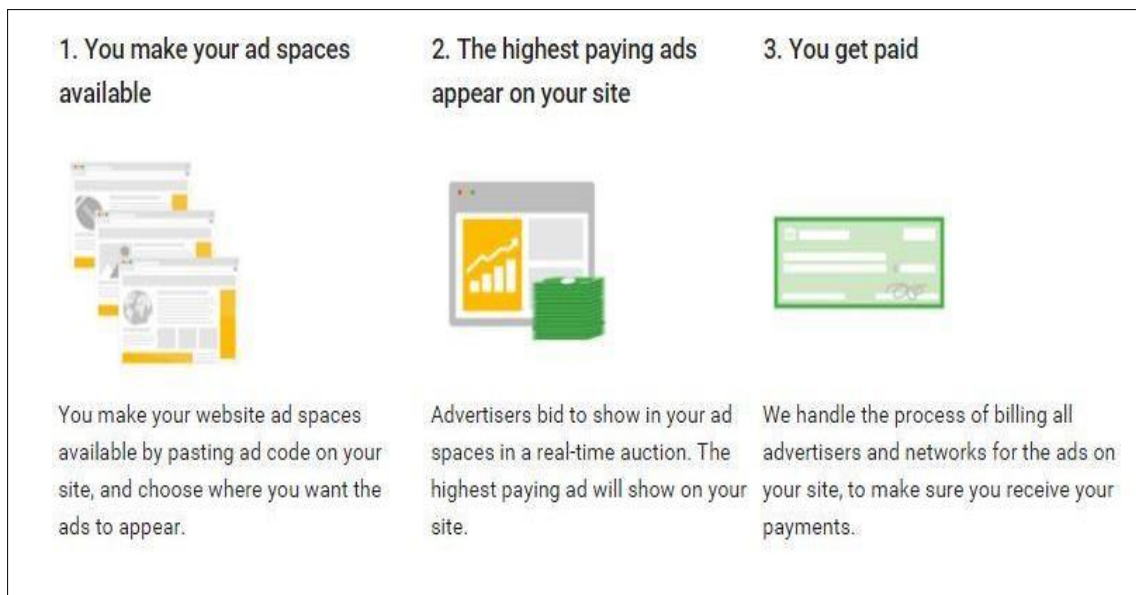 1. You make your ad spaces
available
2. The highest paying ads
appear on your site
3. You get paid
You make your website ad spaces
available by pasting ad code on your
site, and choose where you want the
ads to appear.
Advertisers bid to show in your ad
spaces in a real-time auction. The
highest paying ad will show on your
site.
We handle the process of billing all
advertisers and networks for the ads on
your site, to make sure you receive your
payments.